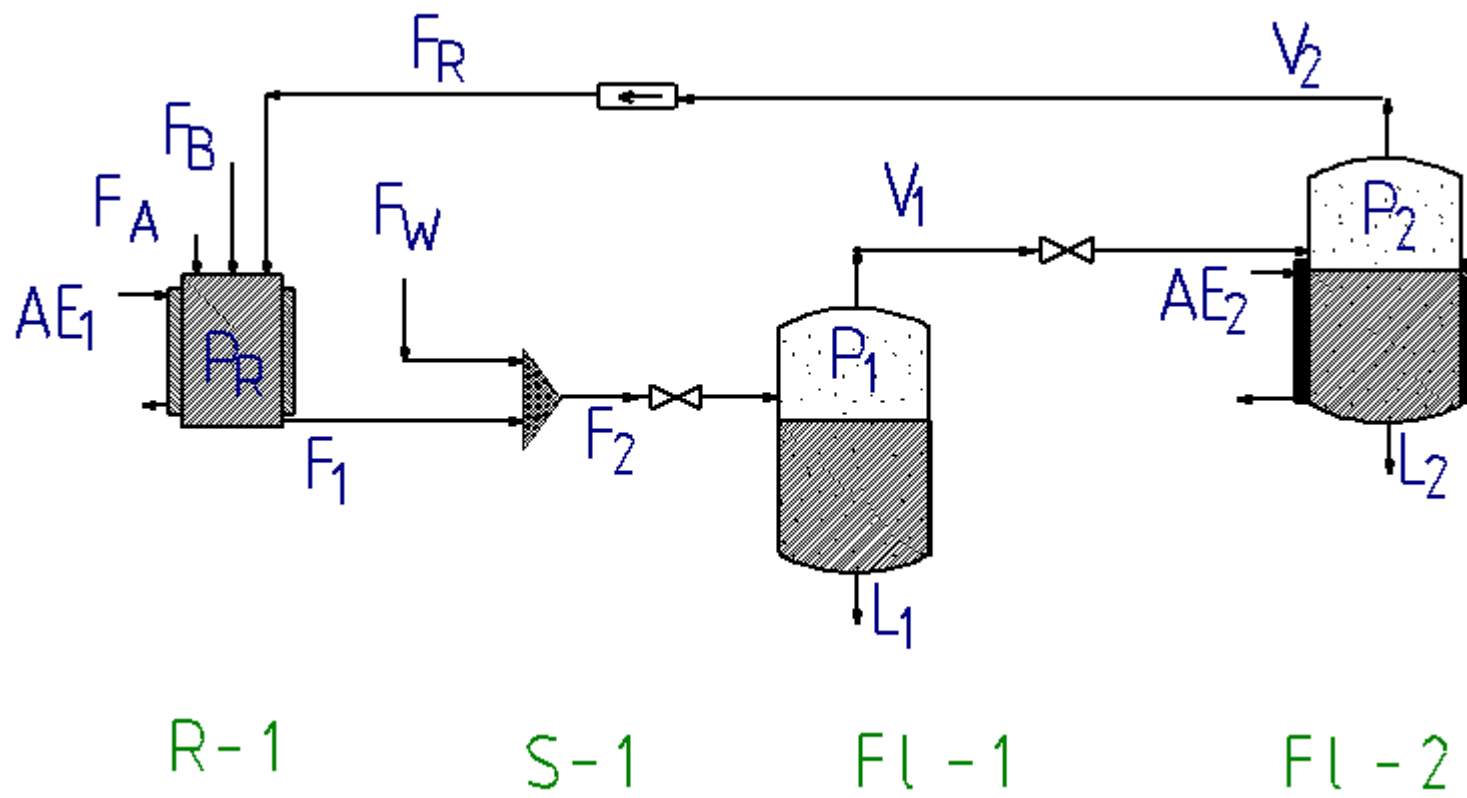 F_R
V_2
F_B
F_A
F_W
V_1
P_2
AE_1
AE_2
P_R
P_1
F_1
F_2
L_2
L_1
R-1
S-1
Fl-1
Fl-2